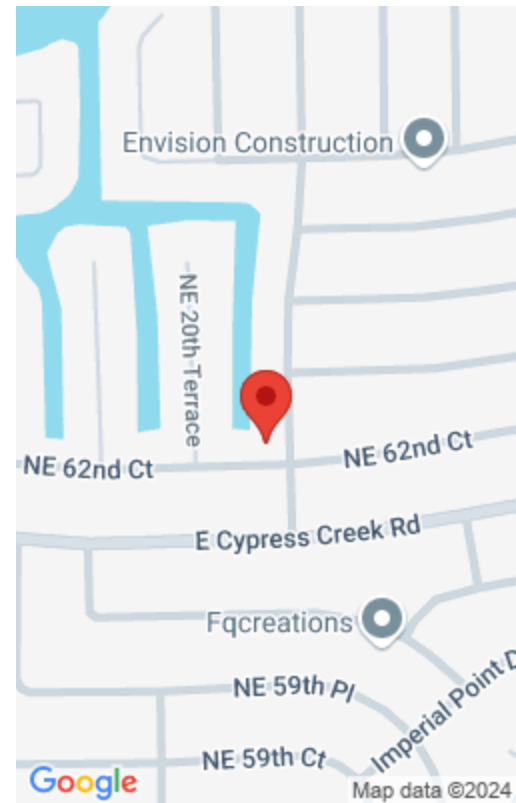 Envision Construction
NE 20th Terrace
NE 62nd Ct
NE 62nd Ct
E Cypress Creek Rd
Fqcreations
NE 59th Pl
Imperial Point D
NE 59th Ct
Google
Map data ©2024